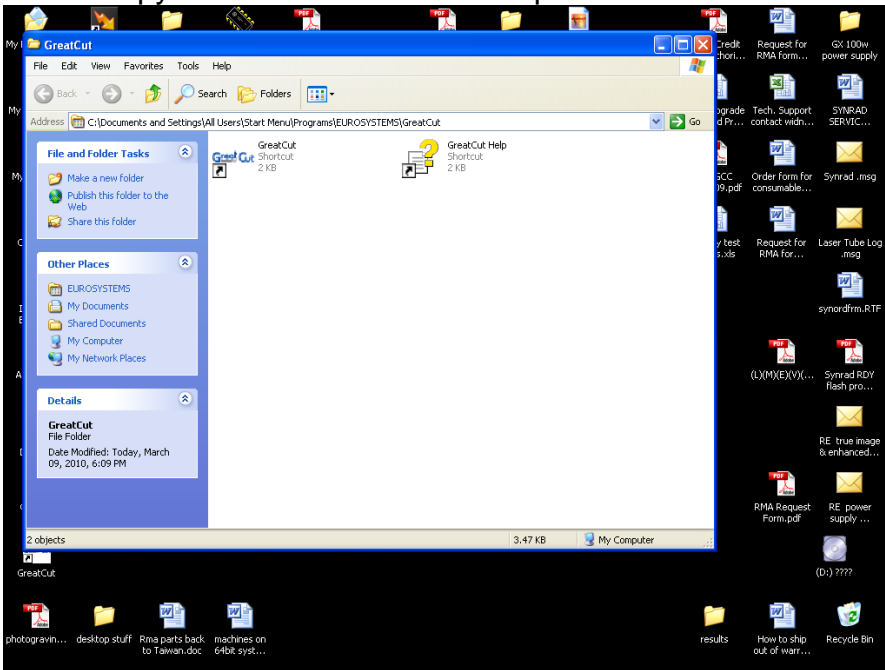 GreatCut
File Edit View Favorites Tools Help
Back Search Folders
Address C:\Documents and Settings\All Users\Start Menu\Programs\EUROSYSTEMS\GreatCut Go
File and Folder Tasks
Make a new folder
Publish this folder to the
Web
Share this folder
Other Places
EUROSYSTEMS
My Documents
Shared Documents
My Computer
My Network Places
Details
GreatCut
File Folder
Date Modified: Today, March
09, 2010, 6:09 PM
Great Cut
GreatCut
Shortcut
2 KB
GreatCut Help
Shortcut
2 KB
2 objects 3.47 KB My Computer
Request for
RMA form...
GX 100w
power supply
Tech. Support
contact widn...
SYNRAD
SERVIC...
Order form for
consumable...
Synrad .msg
Request for
RMA for...
Laser Tube Log
.msg
synordfrm.RTF
(L)(M)(E)(V)(...
Synrad RDY
flash pro...
RE true image
& enhanced...
RMA Request
Form.pdf
RE power
supply ...
(D:) ????
GreatCut
photogravin...
desktop stuff
Rma parts back
to Taiwan.doc
machines on
64bit syst...
results
How to ship
out of warr...
Recycle Bin